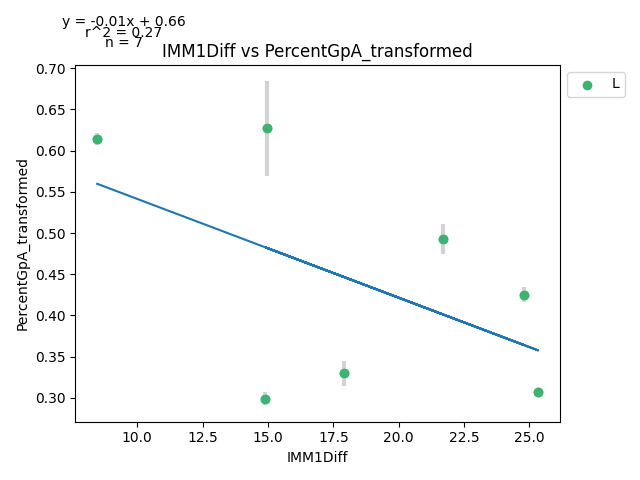 y = -0.01x + 0.66
r^2 = 0.27
n = 7
IMM1Diff vs PercentGpA_transformed
L
0.70
0.65
0.60
0.55
0.50
0.45
0.40
0.35
0.30
PercentGpA_transformed
10.0 12.5 15.0 17.5 20.0 22.5 25.0
IMM1Diff